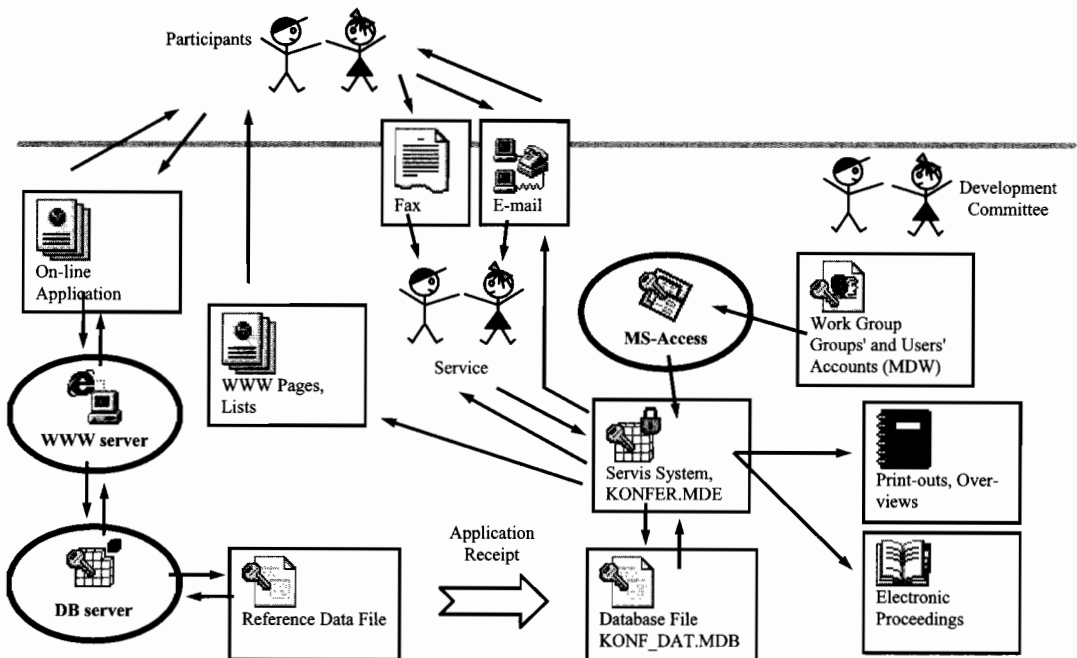 Participants
Fax
E-mail
Development
Committee
On-line
Application
WWW Pages,
Lists
Service
MS-Access
Work Group
Groups' and Users'
Accounts (MDW)
WWW server
Servis System,
KONFER.MDE
Print-outs, Over-
views
DB server
Reference Data File
Application
Receipt
Database File
KONF_DAT.MDB
Electronic
Proceedings